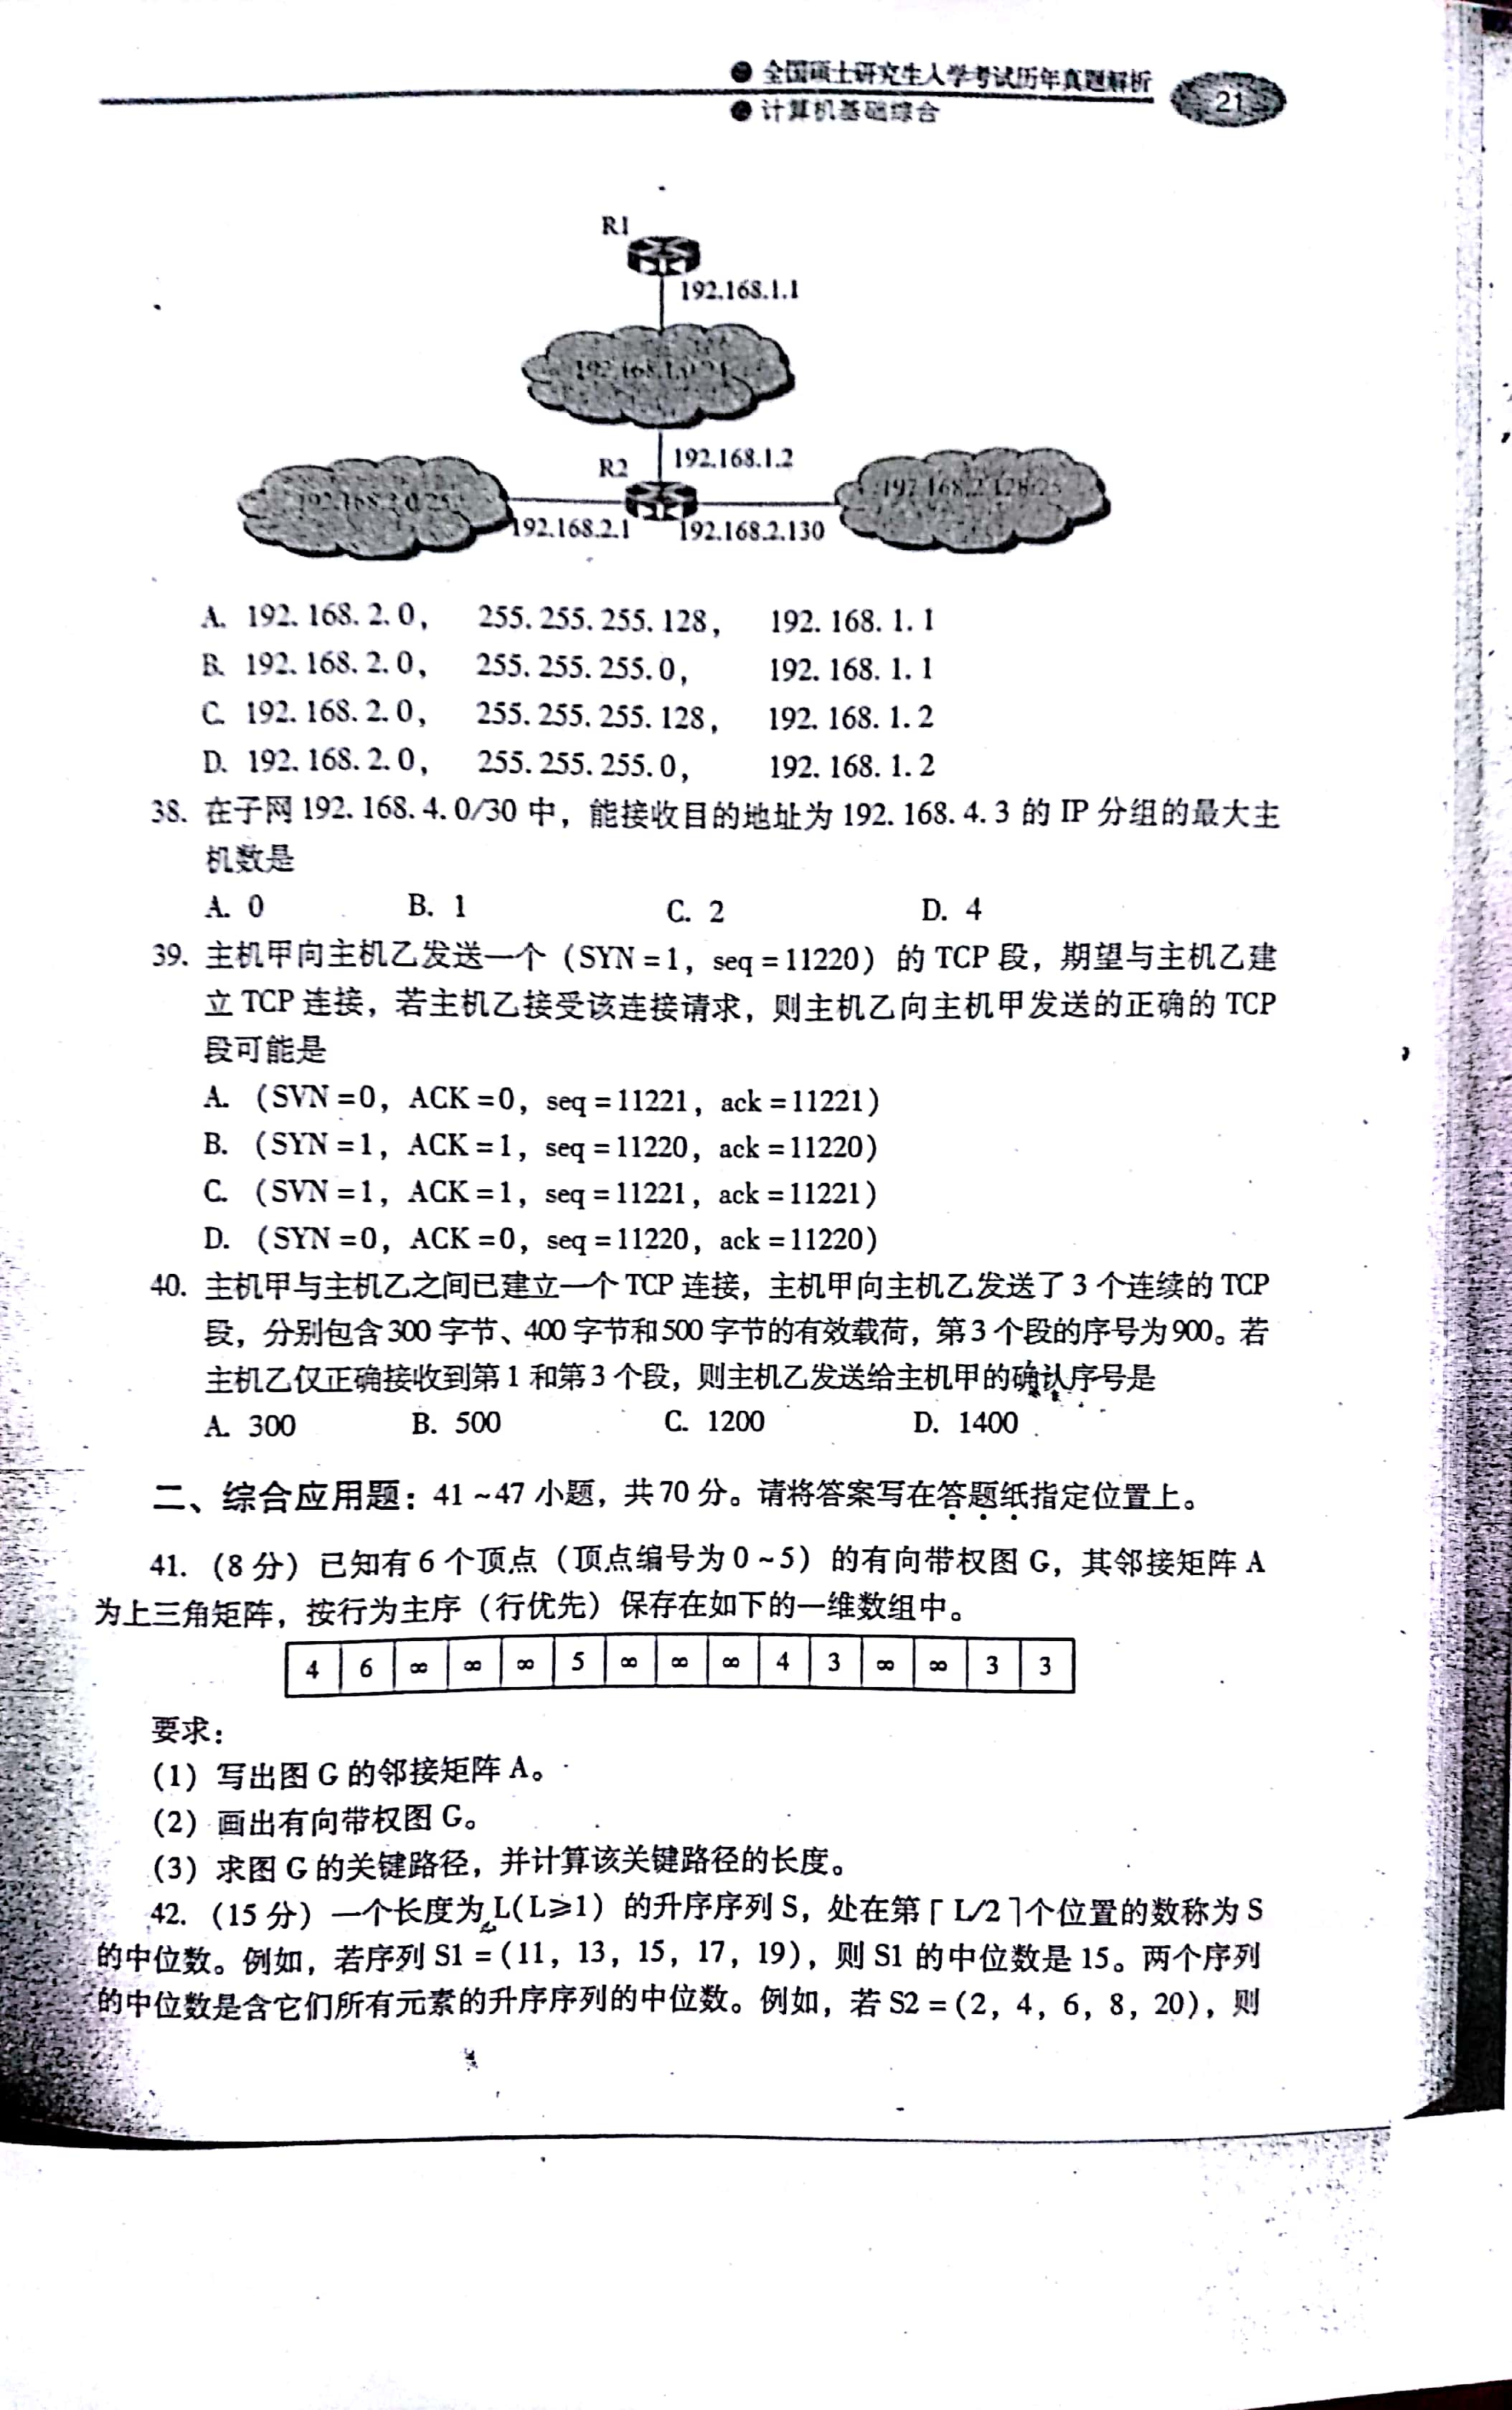 全国硕士研究生入学考试历年真题解析
计算机基础综合
21
R1
192.168.1.1
R2
192.168.1.2
192.168.2.1
192.168.2.130
A. 192. 168. 2. 0, 255. 255. 255. 128, 192. 168. 1. 1
B. 192. 168. 2. 0, 255. 255. 255. 0, 192. 168. 1. 1
C. 192. 168. 2. 0, 255. 255. 255. 128, 192. 168. 1. 2
D. 192. 168. 2. 0, 255. 255. 255. 0, 192. 168. 1. 2
38. 在子网 192. 168. 4. 0/30 中，能接收目的地址为 192. 168. 4. 3 的 IP 分组的最大主
机数是
A. 0 B. 1 C. 2 D. 4
39. 主机甲向主机乙发送一个（SYN = 1，seq = 11220）的 TCP 段，期望与主机乙建
立 TCP 连接，若主机乙接受该连接请求，则主机乙向主机甲发送的正确的 TCP
段可能是
A. (SVN = 0, ACK = 0, seq = 11221, ack = 11221)
B. (SYN = 1, ACK = 1, seq = 11220, ack = 11220)
C. (SVN = 1, ACK = 1, seq = 11221, ack = 11221)
D. (SYN = 0, ACK = 0, seq = 11220, ack = 11220)
40. 主机甲与主机乙之间已建立一个 TCP 连接，主机甲向主机乙发送了 3 个连续的 TCP
段，分别包含 300 字节、400 字节和 500 字节的有效载荷，第 3 个段的序号为 900。若
主机乙仅正确接收到第 1 和第 3 个段，则主机乙发送给主机甲的确认序号是
A. 300 B. 500 C. 1200 D. 1400
二、综合应用题：41 ~ 47 小题，共 70 分。请将答案写在答题纸指定位置上。
41. （8 分）已知有 6 个顶点（顶点编号为 0 ~ 5）的有向带权图 G，其邻接矩阵 A
为上三角矩阵，按行为主序（行优先）保存在如下的一维数组中。
4 6 ∞ ∞ ∞ 5 ∞ ∞ ∞ 4 3 ∞ ∞ 3 3
要求：
(1) 写出图 G 的邻接矩阵 A。
(2) 画出有向带权图 G。
(3) 求图 G 的关键路径，并计算该关键路径的长度。
42. （15 分）一个长度为 L(L⩾1) 的升序序列 S，处在第「 L/2 ⌉个位置的数称为 S
的中位数。例如，若序列 S1 = (11, 13, 15, 17, 19)，则 S1 的中位数是 15。两个序列
的中位数是含它们所有元素的升序序列的中位数。例如，若 S2 = (2, 4, 6, 8, 20)，则